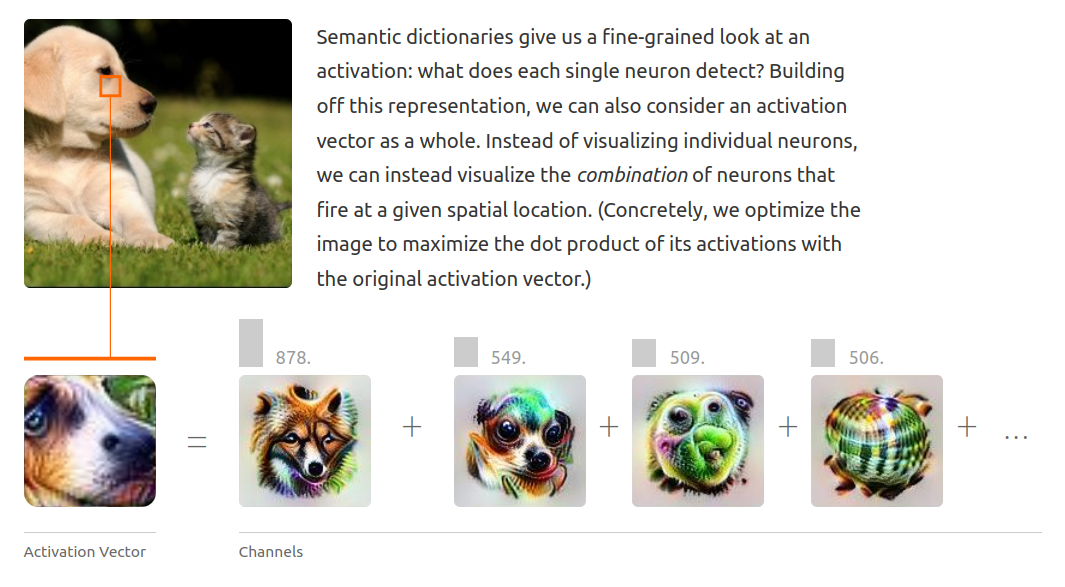 Semantic dictionaries give us a fine-grained look at an
activation: what does each single neuron detect? Building
off this representation, we can also consider an activation
vector as a whole. Instead of visualizing individual neurons,
we can instead visualize the combination of neurons that
fire at a given spatial location. (Concretely, we optimize the
image to maximize the dot product of its activations with
the original activation vector.)
878.
549.
509.
506.
= + + + + ...
Activation Vector
Channels